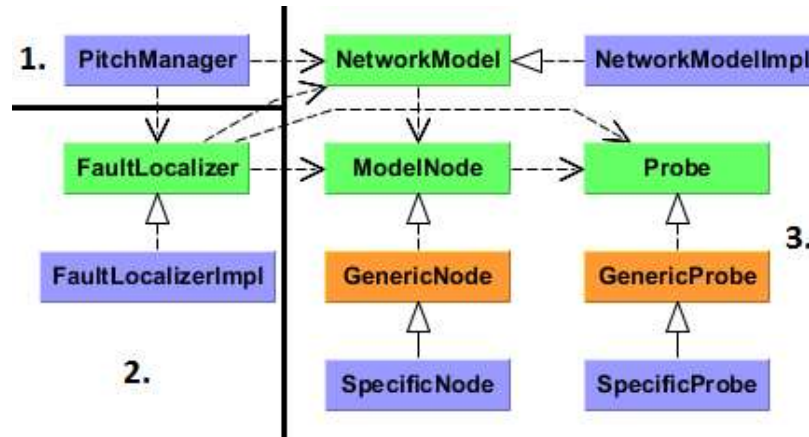 1.
PitchManager
NetworkModel
NetworkModelImpl
FaultLocalizer
ModelNode
Probe
3.
FaultLocalizerImpl
GenericNode
GenericProbe
2.
SpecificNode
SpecificProbe